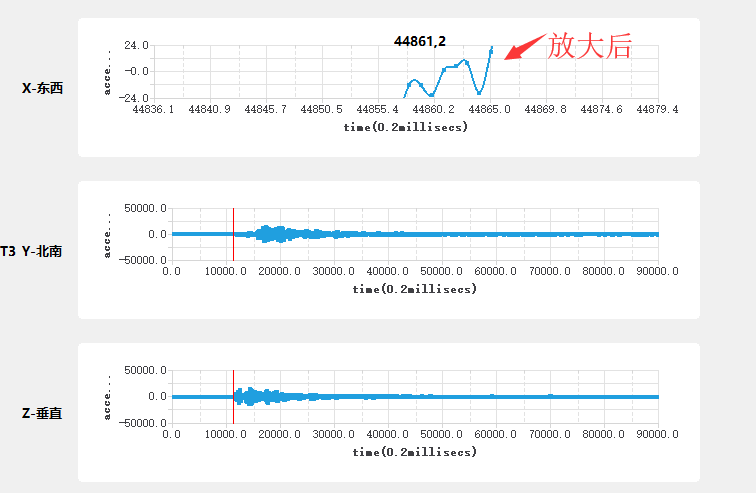 44861,2
放大后
X-东西
acce...
24.0
-0.0
-24.0
44836.1 44840.9 44845.7 44850.5 44855.4 44860.2 44865.0 44869.8 44874.6 44879.4
time(0.2millisecs)
T3 Y-北南
acce...
50000.0
0.0
-50000.0
0.0 10000.0 20000.0 30000.0 40000.0 50000.0 60000.0 70000.0 80000.0 90000.0
time(0.2millisecs)
Z-垂直
acce...
50000.0
0.0
-50000.0
0.0 10000.0 20000.0 30000.0 40000.0 50000.0 60000.0 70000.0 80000.0 90000.0
time(0.2millisecs)